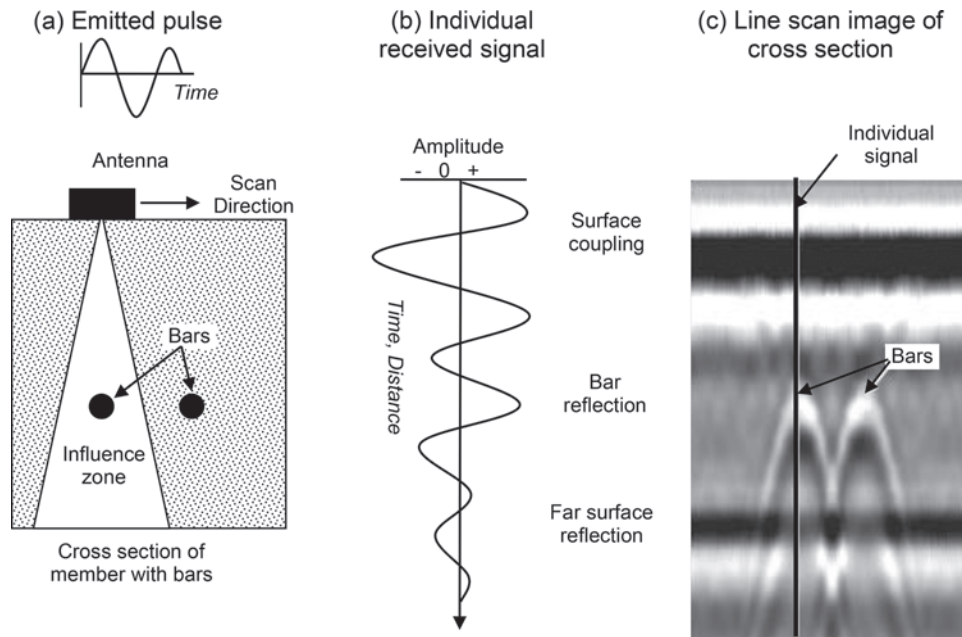 (a) Emitted pulse
Time
Antenna
Scan
Direction
Bars
Influence
zone
Cross section of
member with bars
(b) Individual
received signal
Amplitude
- 0 +
Time, Distance
Surface
coupling
Bar
reflection
Far surface
reflection
(c) Line scan image of
cross section
Individual
signal
Bars